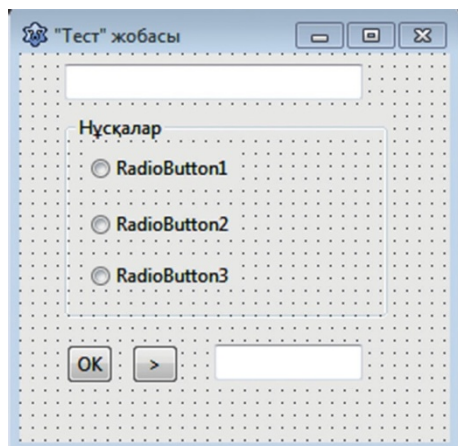 "Тест" жобасы
Нұсқалар
RadioButton1
RadioButton2
RadioButton3
OK >